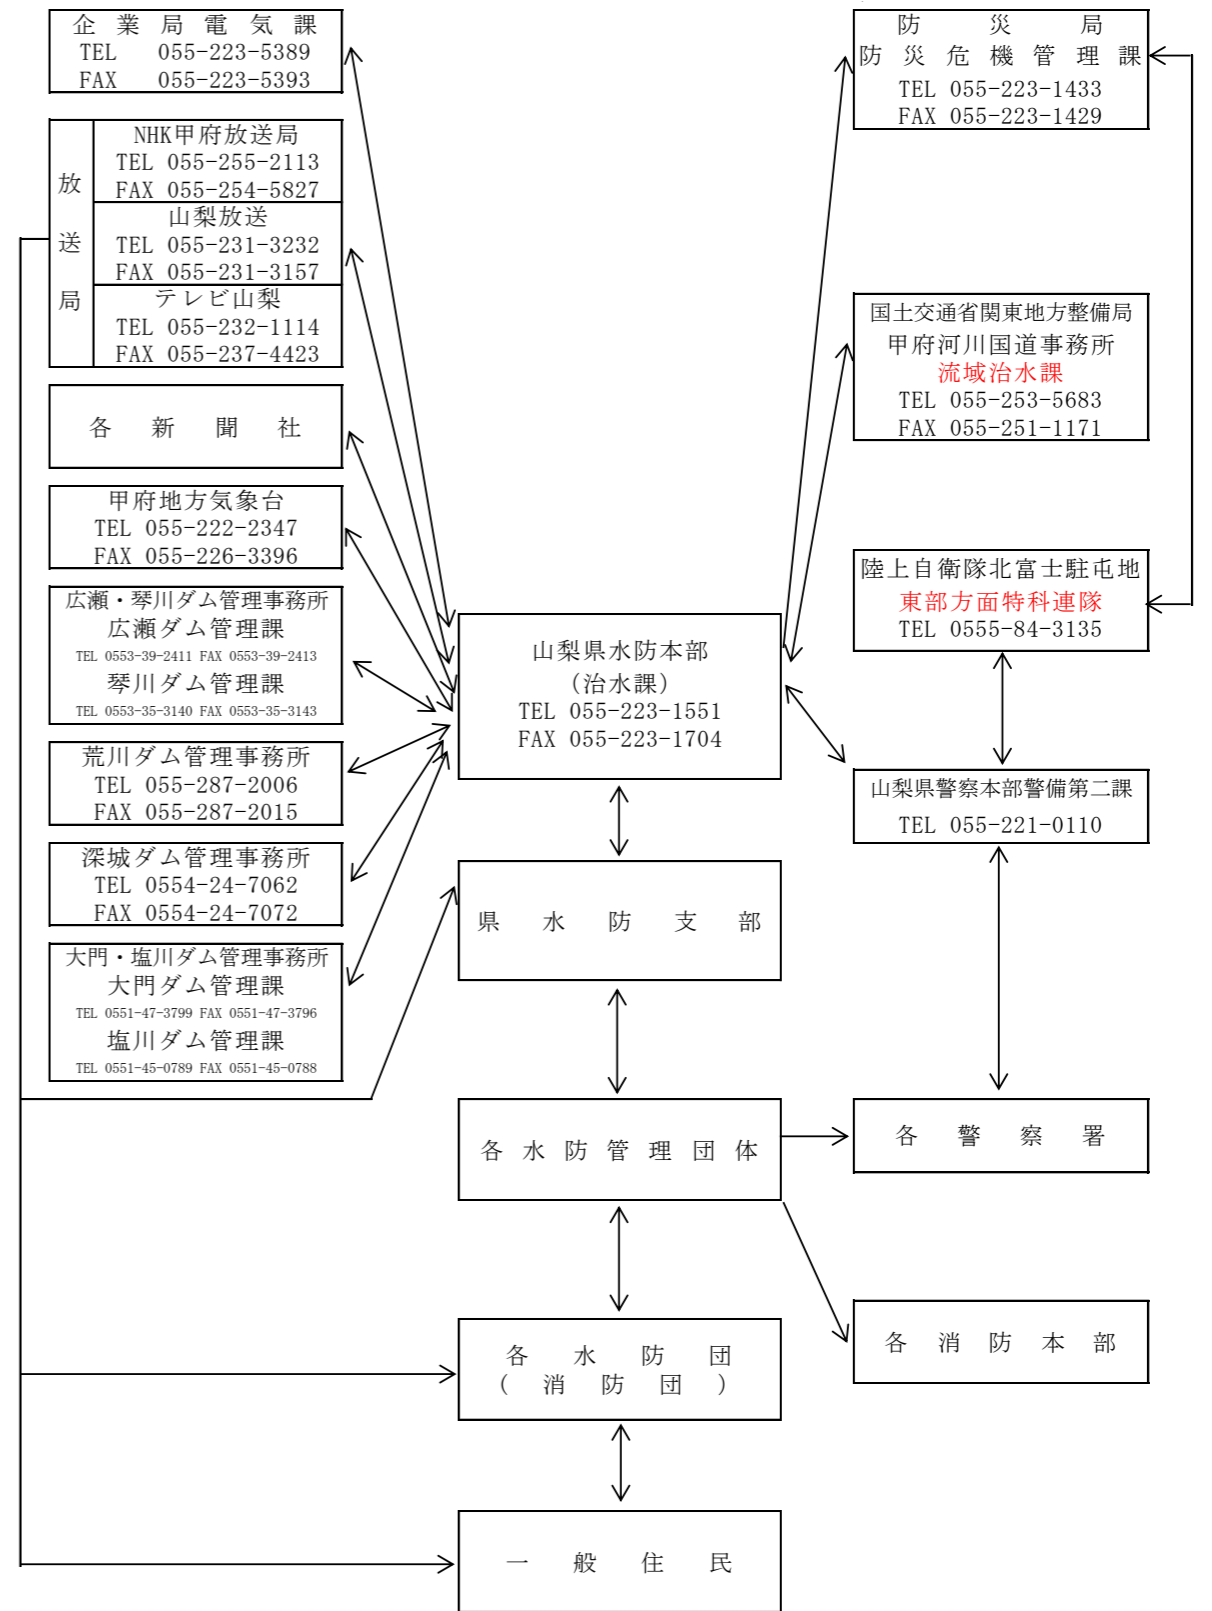 企業局電気課
TEL 055-223-5389
FAX 055-223-5393
放送局
NHK甲府放送局
TEL 055-255-2113
FAX 055-254-5827
山梨放送
TEL 055-231-3232
FAX 055-231-3157
テレビ山梨
TEL 055-232-1114
FAX 055-237-4423
各新聞社
甲府地方気象台
TEL 055-222-2347
FAX 055-226-3396
広瀬・琴川ダム管理事務所
広瀬ダム管理課
TEL 0553-39-2411 FAX 0553-39-2413
琴川ダム管理課
TEL 0553-35-3140 FAX 0553-35-3143
荒川ダム管理事務所
TEL 055-287-2006
FAX 055-287-2015
深城ダム管理事務所
TEL 0554-24-7062
FAX 0554-24-7072
大門・塩川ダム管理事務所
大門ダム管理課
TEL 0551-47-3799 FAX 0551-47-3796
塩川ダム管理課
TEL 0551-45-0789 FAX 0551-45-0788
山梨県水防本部
(治水課)
TEL 055-223-1551
FAX 055-223-1704
県水防支部
各水防管理団体
各水防団
(消防団)
一般住民
防災局
防災危機管理課
TEL 055-223-1433
FAX 055-223-1429
国土交通省関東地方整備局
甲府河川国道事務所
流域治水課
TEL 055-253-5683
FAX 055-251-1171
陸上自衛隊北富士駐屯地
東部方面特科連隊
TEL 0555-84-3135
山梨県警察本部警備第二課
TEL 055-221-0110
各警察署
各消防本部